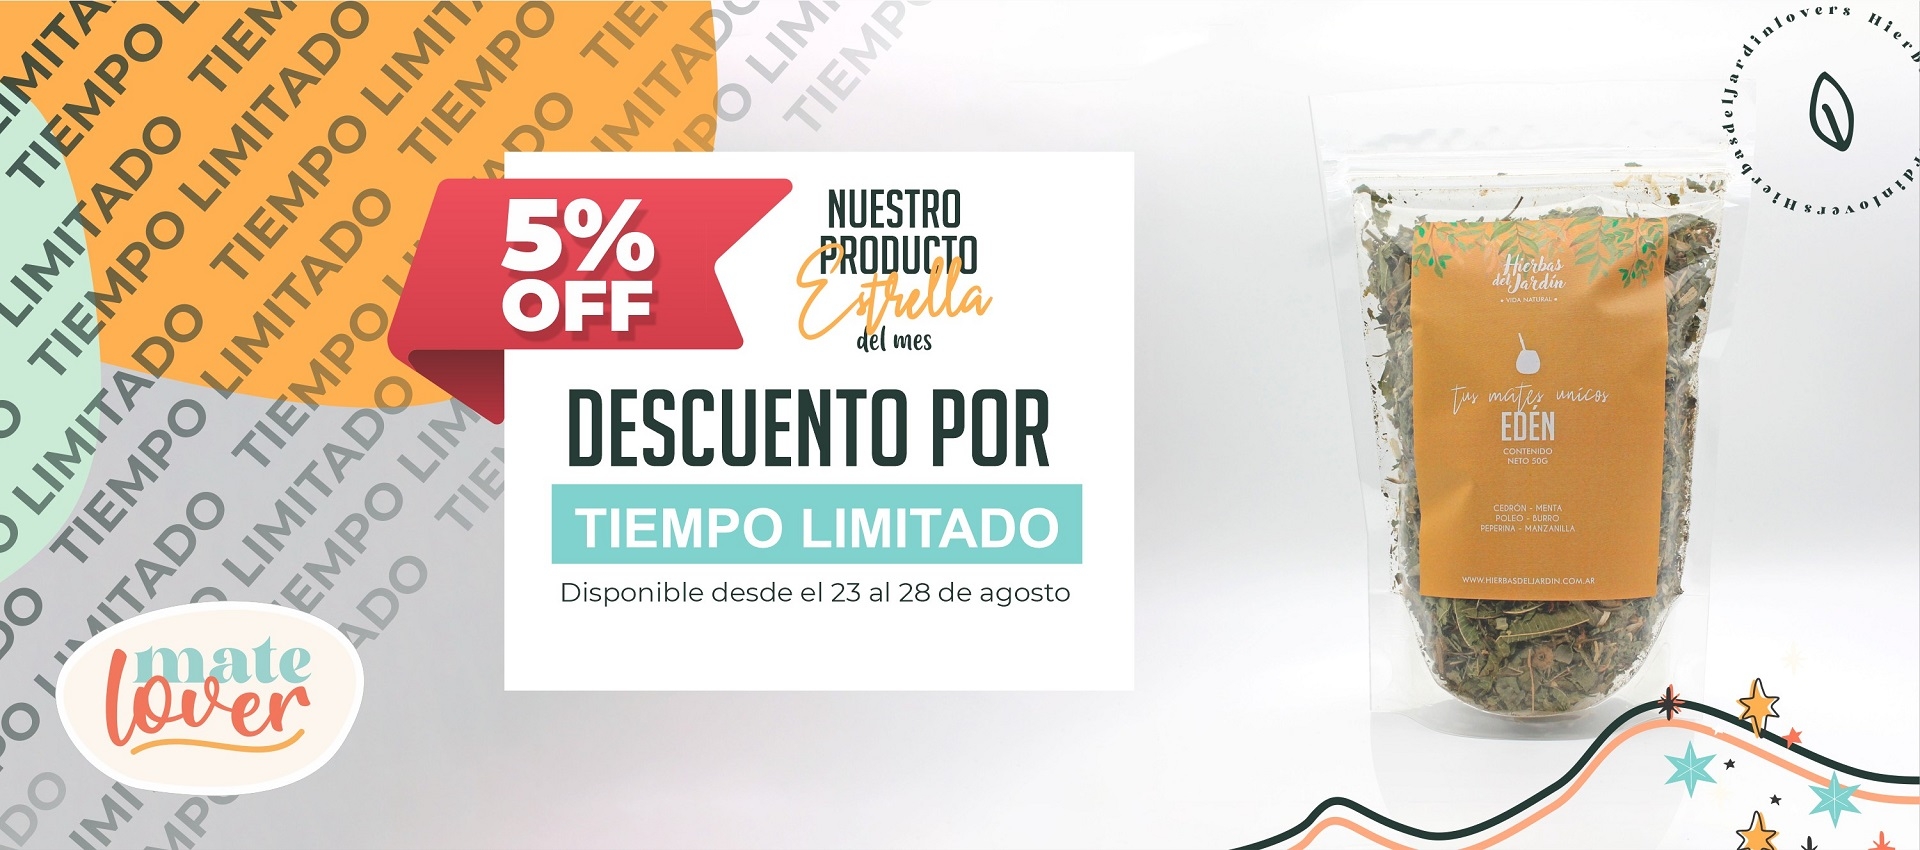 TIEMPO LIMITADO
5%
OFF
NUESTRO
PRODUCTO
Estrella
del mes
DESCUENTO POR
TIEMPO LIMITADO
Disponible desde el 23 al 28 de agosto
mate
lover
HierbasdelJardinlovers
Hierbas
del Jardín
• VIDA NATURAL •
tus mates unicos
EDÉN
CONTENIDO
NETO 50G
CEDRÓN - MENTA
POLEO - BURRO
PEPERINA - MANZANILLA
WWW.HIERBASDELJARDIN.COM.AR